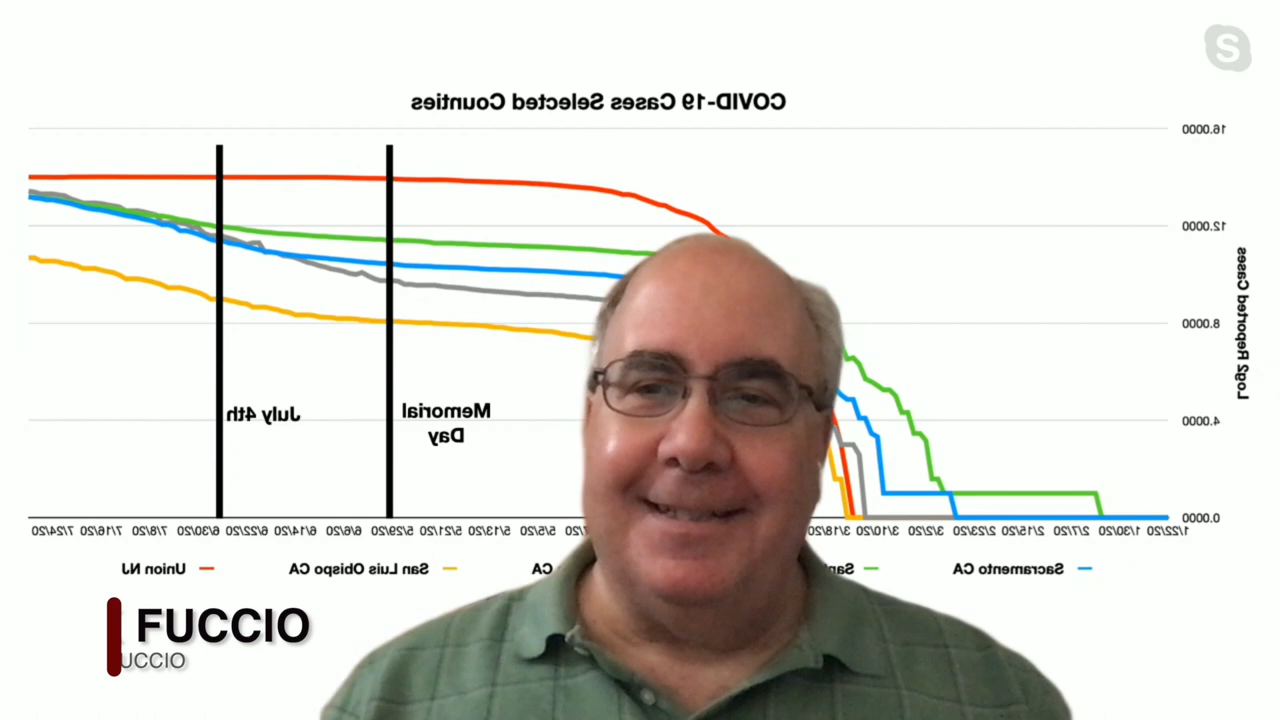 S
COVID-19 Cases Selected Counties
16.0000
12.0000
8.0000
4.0000
0.0000
Log2 Reported Cases
Memorial
Day
July 4th
1/22/20 1/30/20 2/7/20 2/15/20 2/23/20 3/2/20 3/10/20 3/18/20 5/5/20 5/13/20 5/21/20 5/29/20 6/6/20 6/14/20 6/22/20 6/30/20 7/8/20 7/16/20 7/24/20
Sacramento CA CA San Luis Obispo CA Union NJ
FUCCIO
UCCIO